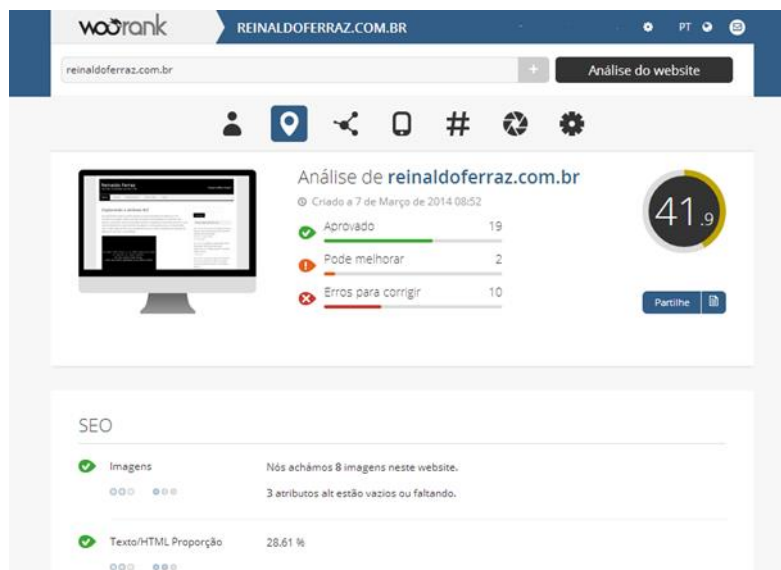 woorank
REINALDOFERRAZ.COM.BR
PT
reinaldoferraz.com.br
+
Análise do website
#
Reinaldo Ferraz
Análise de reinaldoferraz.com.br
Criado a 7 de Março de 2014 08:52
Aprovado 19
Pode melhorar 2
Erros para corrigir 10
41.9
Partilhe
SEO
Imagens
Nós achámos 8 imagens neste website.
3 atributos alt estão vazios ou faltando.
Texto/HTML Proporção
28.61 %